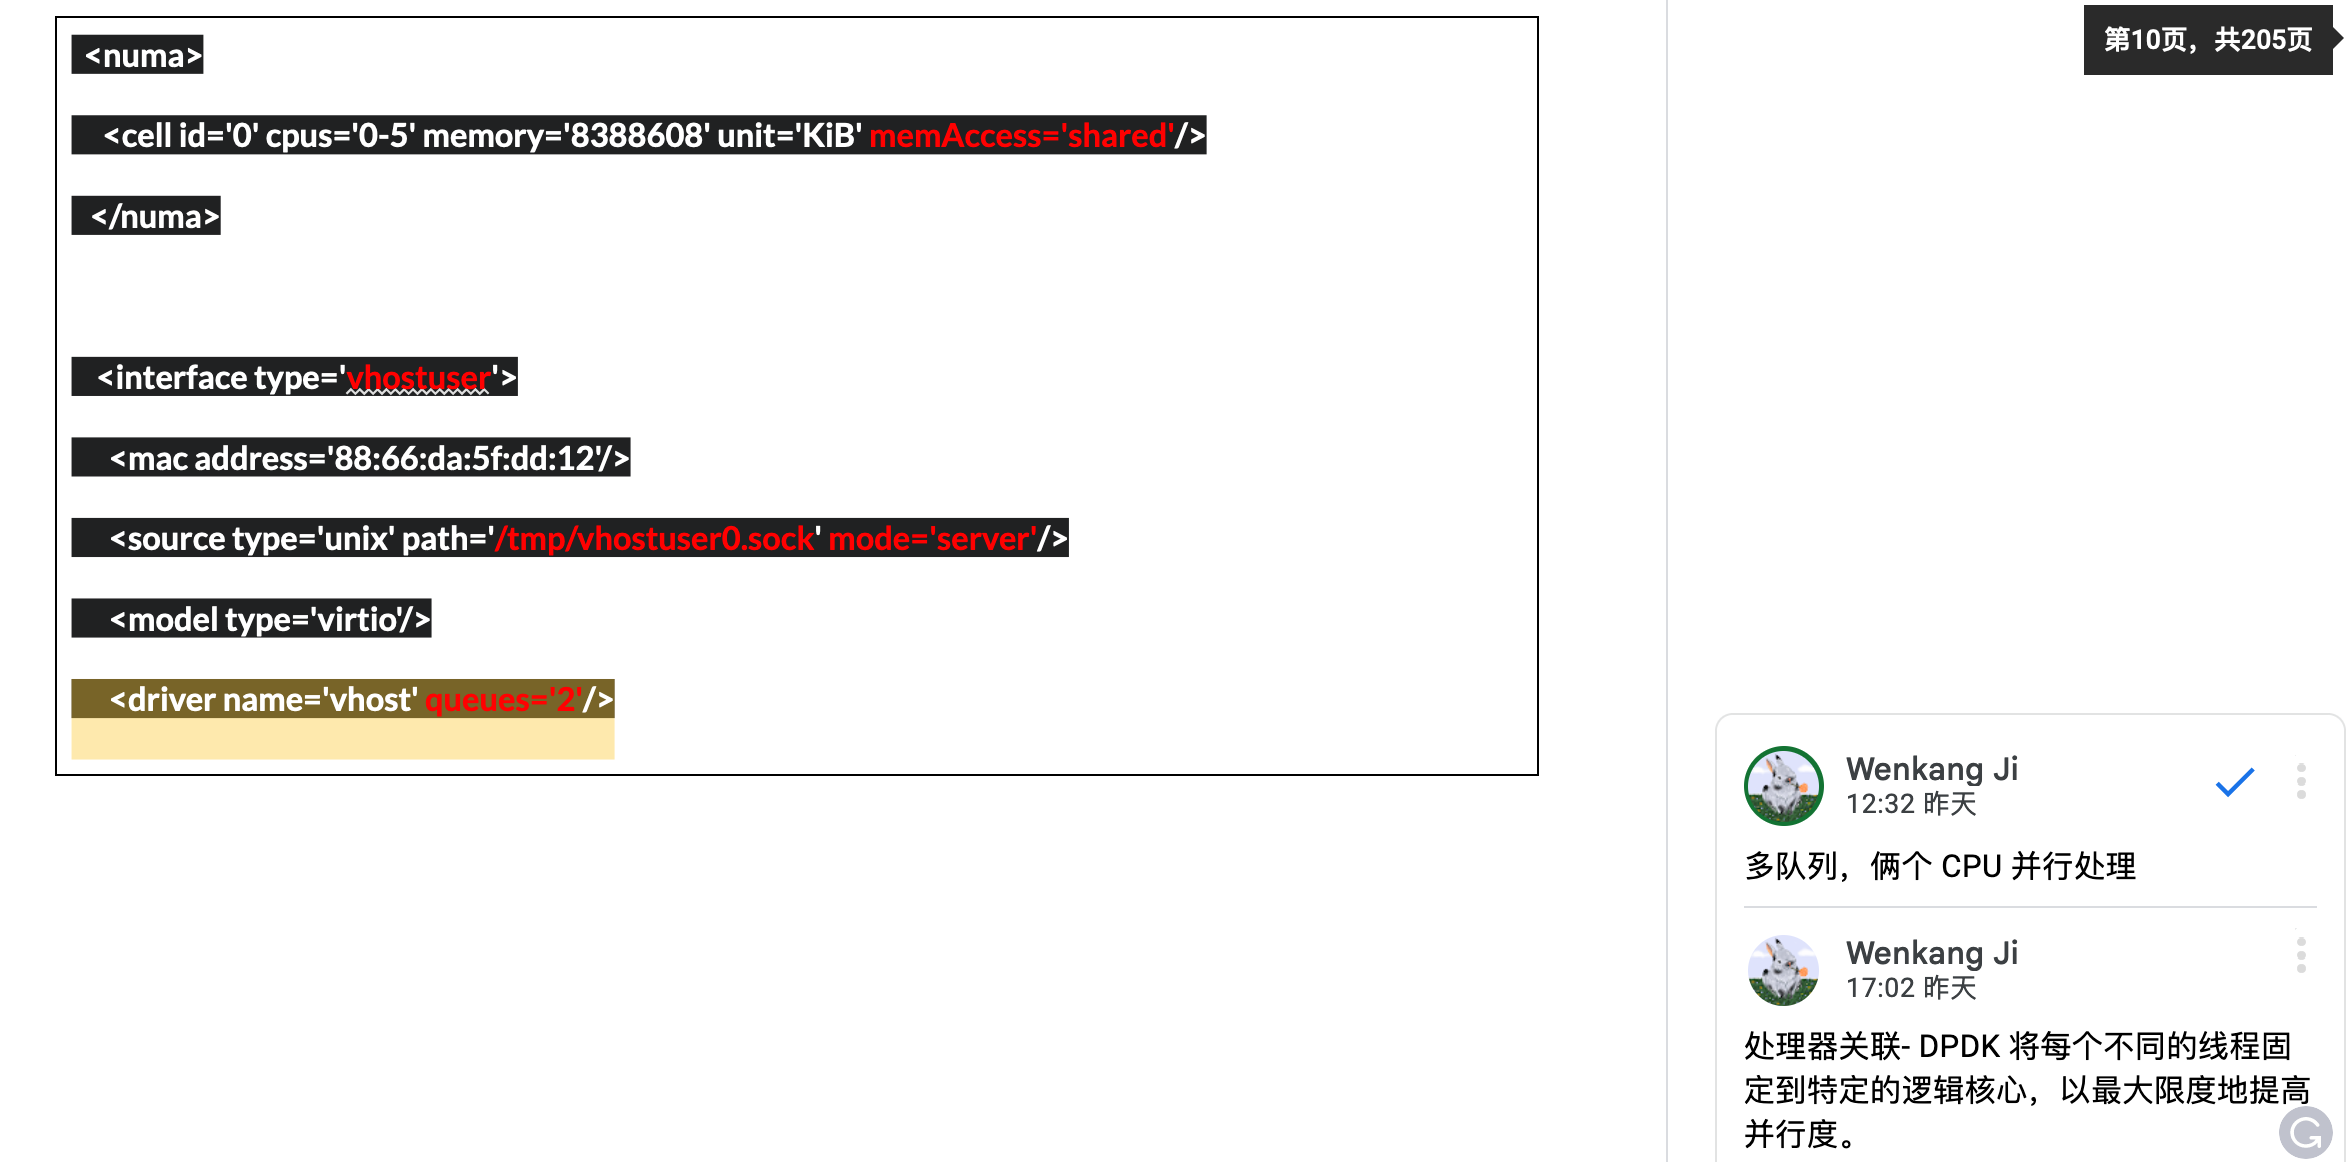 <numa>
<cell id='0' cpus='0-5' memory='8388608' unit='KiB' memAccess='shared'/>
</numa>
<interface type='vhostuser'>
<mac address='88:66:da:5f:dd:12'/>
<source type='unix' path='/tmp/vhostuser0.sock' mode='server'/>
<model type='virtio'/>
<driver name='vhost' queues='2'/>
第10页，共205页
Wenkang Ji
12:32 昨天
多队列，俩个 CPU 并行处理
Wenkang Ji
17:02 昨天
处理器关联- DPDK 将每个不同的线程固
定到特定的逻辑核心，以最大限度地提高
并行度。